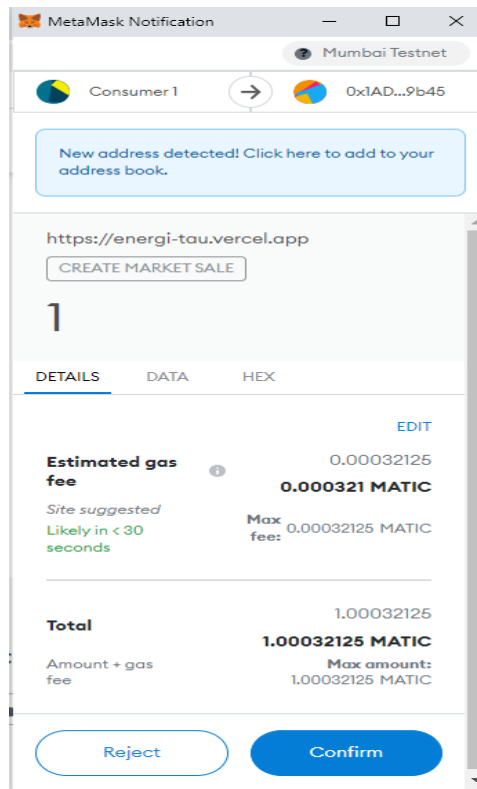 MetaMask Notification
Mumbai Testnet
Consumer 1
0x1AD...9b45
New address detected! Click here to add to your
address book.
https://energi-tau.vercel.app
CREATE MARKET SALE
1
DETAILS DATA HEX
EDIT
Estimated gas
fee
0.00032125
0.000321 MATIC
Site suggested
Likely in < 30
seconds
Max
fee: 0.00032125 MATIC
Total
1.00032125
1.00032125 MATIC
Amount + gas
fee
Max amount:
1.00032125 MATIC
Reject Confirm